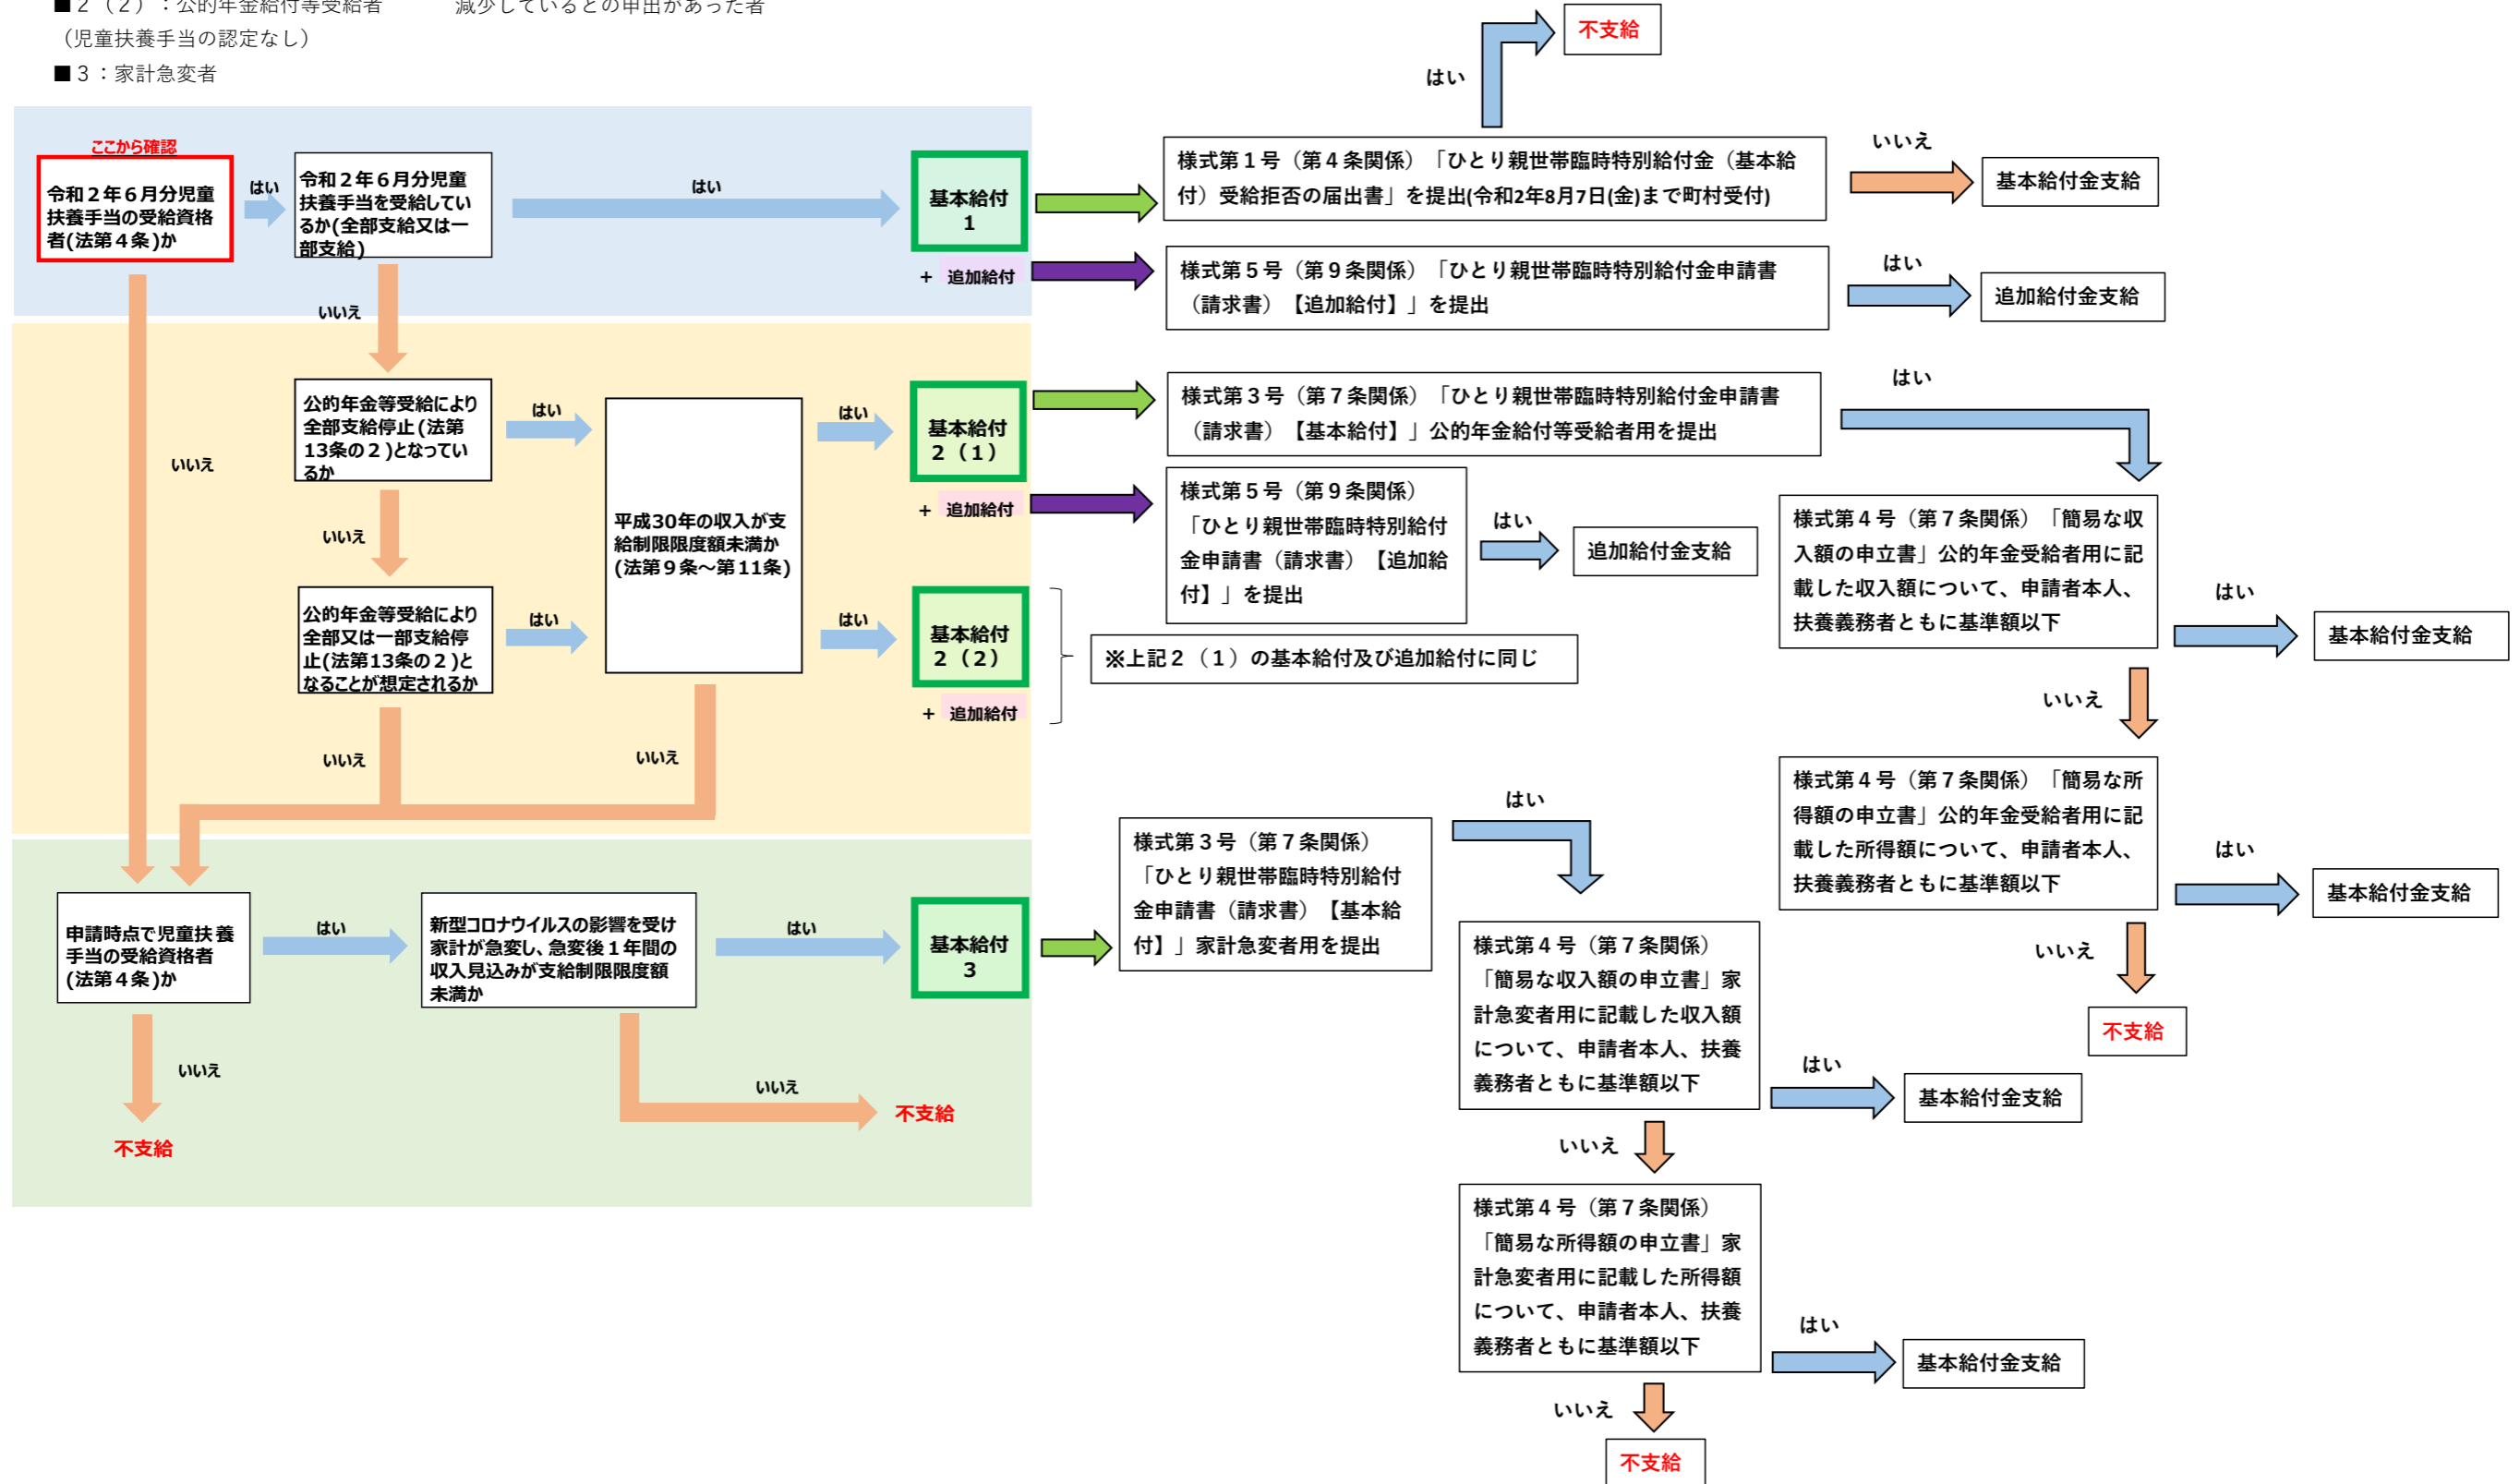 ■２（２）：公的年金給付等受給者　減少しているとの申出があった者
（児童扶養手当の認定なし）
■３：家計急変者
ここから確認
令和２年６月分児童
扶養手当の受給資格
者(法第４条)か
はい
令和２年６月分児童
扶養手当を受給してい
るか(全部支給又は一
部支給)
はい
基本給付
1
+ 追加給付
いいえ
いいえ
公的年金等受給により
全部支給停止(法第
13条の２)となってい
るか
はい
平成30年の収入が支
給制限限度額未満か
(法第９条～第11条)
はい
基本給付
２（１）
+ 追加給付
いいえ
公的年金等受給により
全部又は一部支給停
止(法第13条の２)と
なることが想定されるか
はい
はい
基本給付
２（２）
+ 追加給付
いいえ
いいえ
申請時点で児童扶養
手当の受給資格者
(法第４条)か
はい
新型コロナウイルスの影響を受け
家計が急変し、急変後１年間の
収入見込みが支給制限限度額
未満か
はい
基本給付
3
いいえ
不支給
いいえ
不支給
はい
不支給
様式第１号（第４条関係）「ひとり親世帯臨時特別給付金（基本給
付）受給拒否の届出書」を提出(令和2年8月7日(金)まで町村受付)
いいえ
基本給付金支給
様式第５号（第９条関係）「ひとり親世帯臨時特別給付金申請書
（請求書）【追加給付】」を提出
はい
追加給付金支給
様式第３号（第７条関係）「ひとり親世帯臨時特別給付金申請書
（請求書）【基本給付】」公的年金給付等受給者用を提出
はい
様式第５号（第９条関係）
「ひとり親世帯臨時特別給付
金申請書（請求書）【追加給
付】」を提出
はい
追加給付金支給
※上記２（１）の基本給付及び追加給付に同じ
様式第４号（第７条関係）「簡易な収
入額の申立書」公的年金受給者用に記
載した収入額について、申請者本人、
扶養義務者ともに基準額以下
はい
基本給付金支給
いいえ
様式第４号（第７条関係）「簡易な所
得額の申立書」公的年金受給者用に記
載した所得額について、申請者本人、
扶養義務者ともに基準額以下
はい
基本給付金支給
いいえ
不支給
様式第３号（第７条関係）
「ひとり親世帯臨時特別給付
金申請書（請求書）【基本給
付】」家計急変者用を提出
はい
様式第４号（第７条関係）
「簡易な収入額の申立書」家
計急変者用に記載した収入額
について、申請者本人、扶養
義務者ともに基準額以下
はい
基本給付金支給
いいえ
様式第４号（第７条関係）
「簡易な所得額の申立書」家
計急変者用に記載した所得額
について、申請者本人、扶養
義務者ともに基準額以下
はい
基本給付金支給
いいえ
不支給